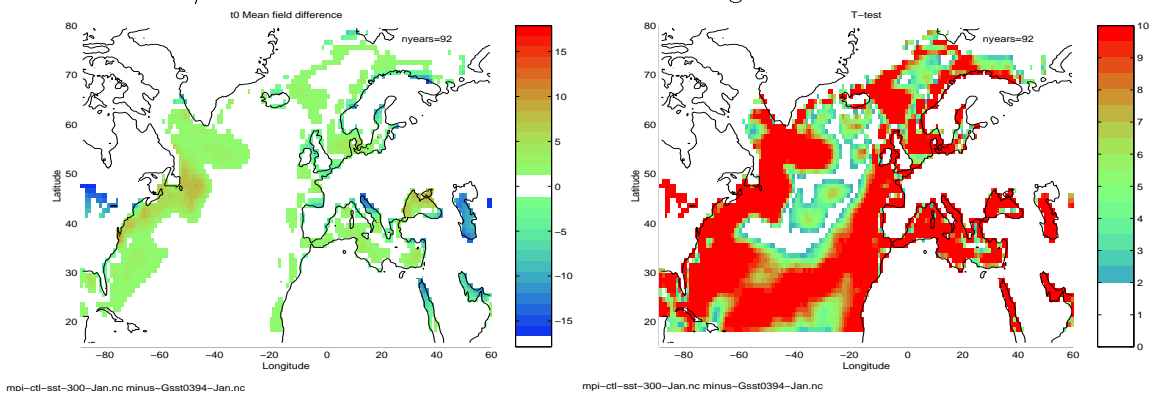 t0 Mean field difference
nyears=92
80
70
60
50
40
30
20
Latitude
−80 −60 −40 −20 0 20 40 60
Longitude
15
10
5
0
−5
−10
−15
mpi−ctl−sst−300−Jan.nc minus~Gsst0394−Jan.nc
T−test
nyears=92
80
70
60
50
40
30
20
Latitude
−80 −60 −40 −20 0 20 40 60
Longitude
10
9
8
7
6
5
4
3
2
1
0
mpi−ctl−sst−300−Jan.nc minus~Gsst0394−Jan.nc